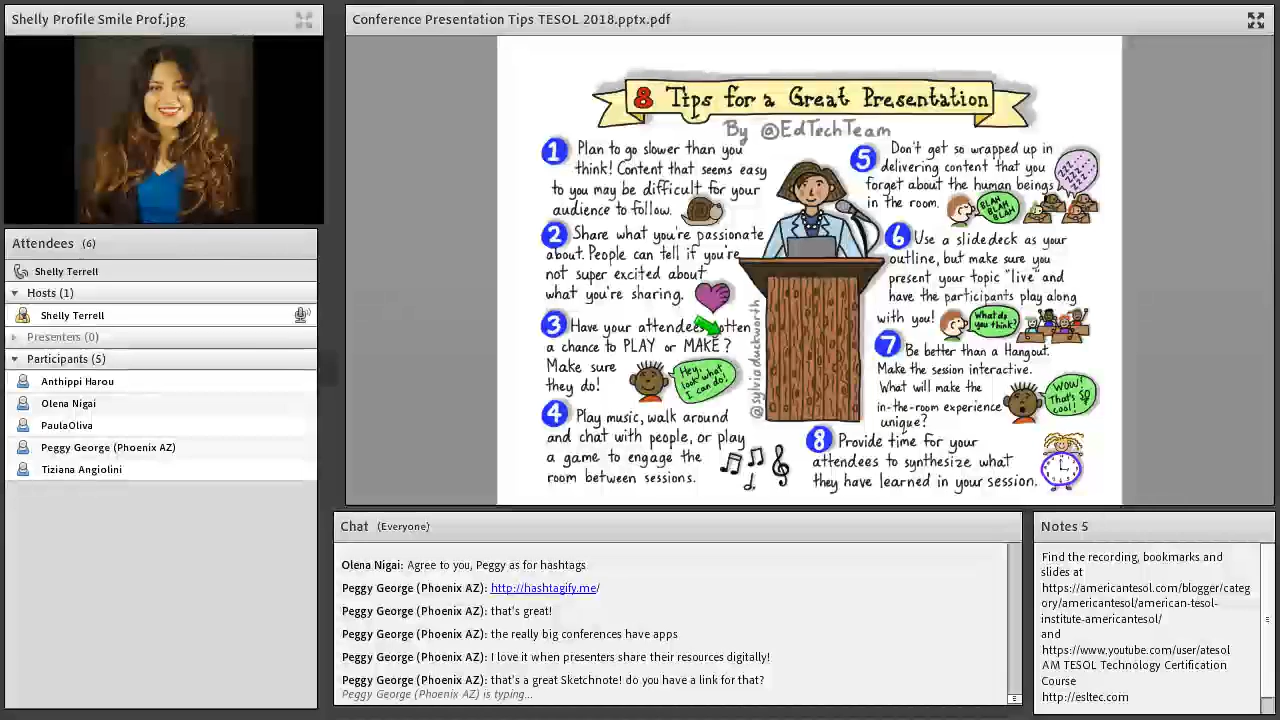 Shelly Profile Smile Prof.jpg
Attendees (6)
Shelly Terrell
Hosts (1)
Shelly Terrell
Presenters (0)
Participants (5)
Anthippi Harou
Olena Nigai
PaulaOliva
Peggy George (Phoenix AZ)
Tiziana Angiolini
Conference Presentation Tips TESOL 2018.pptx.pdf
8 Tips for a Great Presentation
By @EdTechTeam
1 Plan to go slower than you
think! Content that seems easy
to you may be difficult for your
audience to follow.
2 Share what you're passionate
about. People can tell if you're
not super excited about
what you're sharing.
3 Have your attendees gotten
a chance to PLAY or MAKE?
Make sure
they do!
Hey,
look what
I can do!
4 Play music, walk around
and chat with people, or play
a game to engage the
room between sessions.
@sylviaduckworth
5 Don't get so wrapped up in
delivering content that you
forget about the human beings
in the room.
BLAH
BLAH
BLAH
6 Use a slidedeck as your
outline, but make sure you
present your topic "live" and
have the participants play along
with you!
What do
you think?
7 Be better than a Hangout.
Make the session interactive.
What will make the
in-the-room experience
unique?
WOW!
That's SO
cool!
8 Provide time for your
attendees to synthesize what
they have learned in your session.
Chat (Everyone)
Olena Nigai: Agree to you, Peggy as for hashtags
Peggy George (Phoenix AZ): http://hashtagify.me/
Peggy George (Phoenix AZ): that's great!
Peggy George (Phoenix AZ): the really big conferences have apps
Peggy George (Phoenix AZ): I love it when presenters share their resources digitally!
Peggy George (Phoenix AZ): that's a great Sketchnote! do you have a link for that?
Peggy George (Phoenix AZ) is typing...
Notes 5
Find the recording, bookmarks and
slides at
https://americantesol.com/blogger/categ
ory/americantesol/american-tesol-
institute-americantesol/
and
https://www.youtube.com/user/atesol
AM TESOL Technology Certification
Course
http://esltec.com